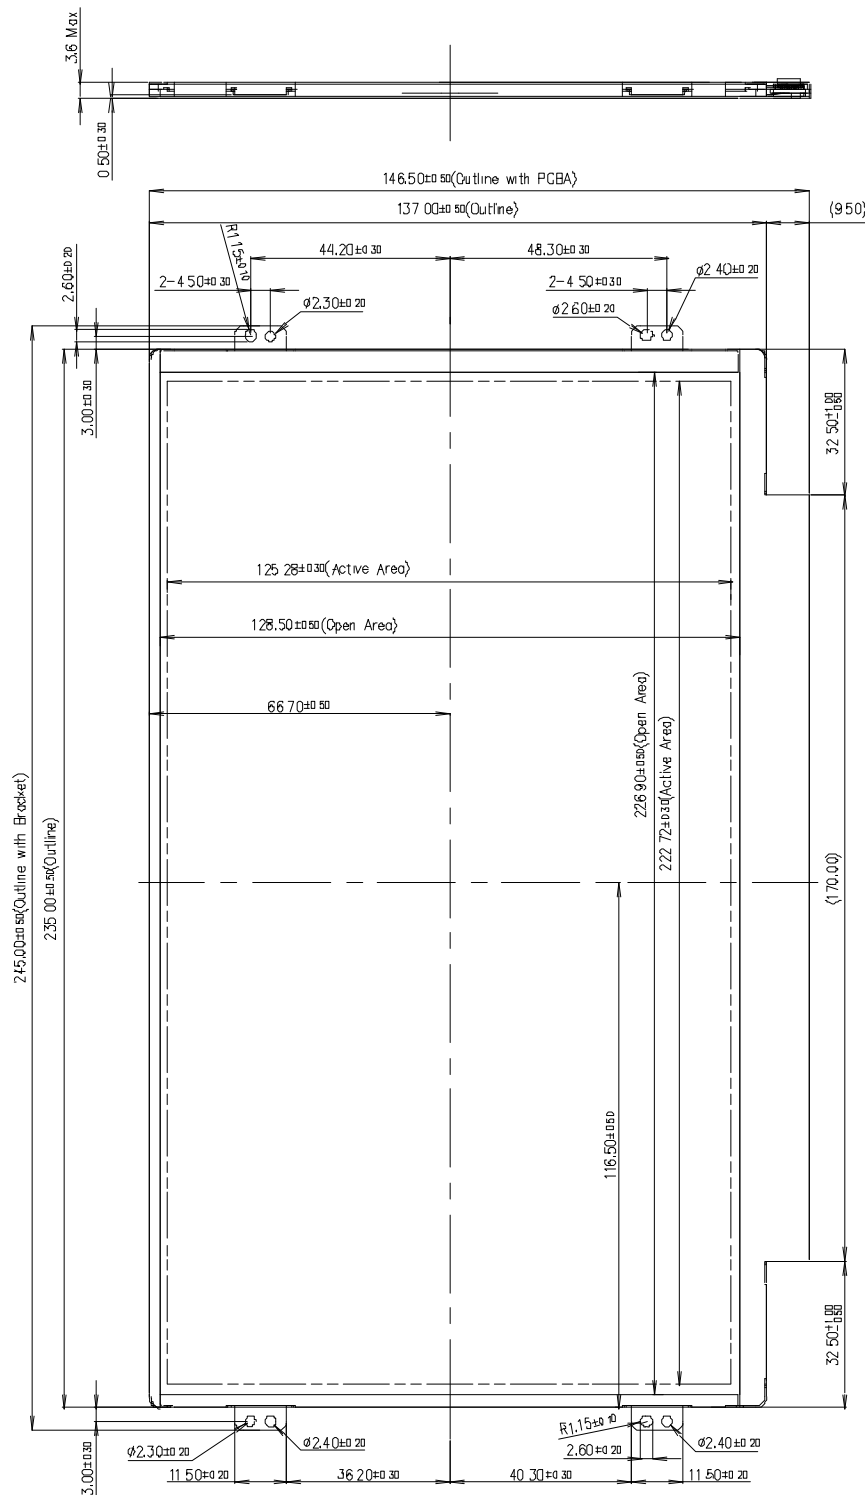 3.6 Max
0.50±0.30
146.50±0.50(Outline with PCBA)
137.00±0.50(Outline)
(9.50)
R1.15±0.10
44.20±0.30
48.30±0.30
2.60±0.20
2-4.50±0.30
ø2.30±0.20
2-4.50±0.30
ø2.40±0.20
ø2.60±0.20
3.00±0.30
32.50±1.00
125.28±0.30(Active Area)
128.50±0.50(Open Area)
66.70±0.50
226.90±0.50(Open Area)
222.72±0.30(Active Area)
245.00±0.50(Outline with Bracket)
235.00±0.50(Outline)
(170.00)
116.50±0.50
32.50±1.00
3.00±0.30
ø2.30±0.20
ø2.40±0.20
R1.15±0.10
2.60±0.20
ø2.40±0.20
11.50±0.20
36.20±0.30
40.30±0.30
11.50±0.20